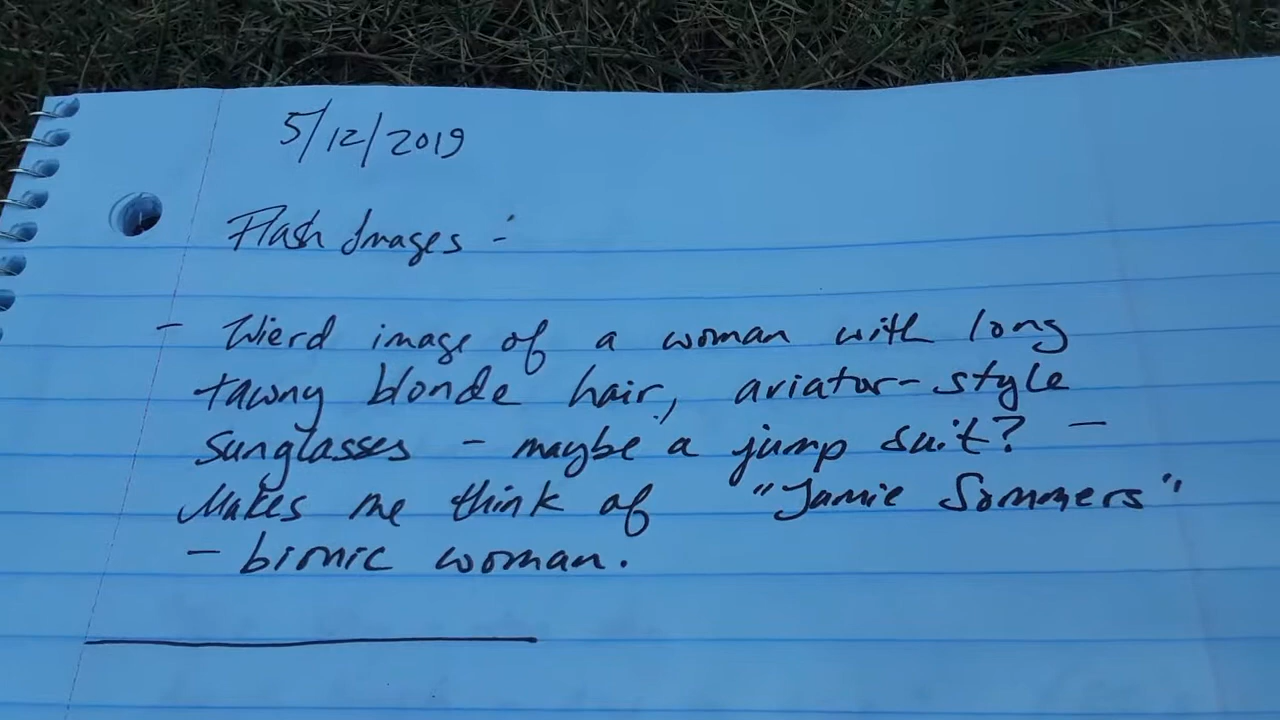 5/12/2019
Flash Images -
- Wierd image of a woman with long
tawny blonde hair, aviator-style
sunglasses - maybe a jump suit? -
Makes me think of "Jamie Sommers"
- bionic woman.